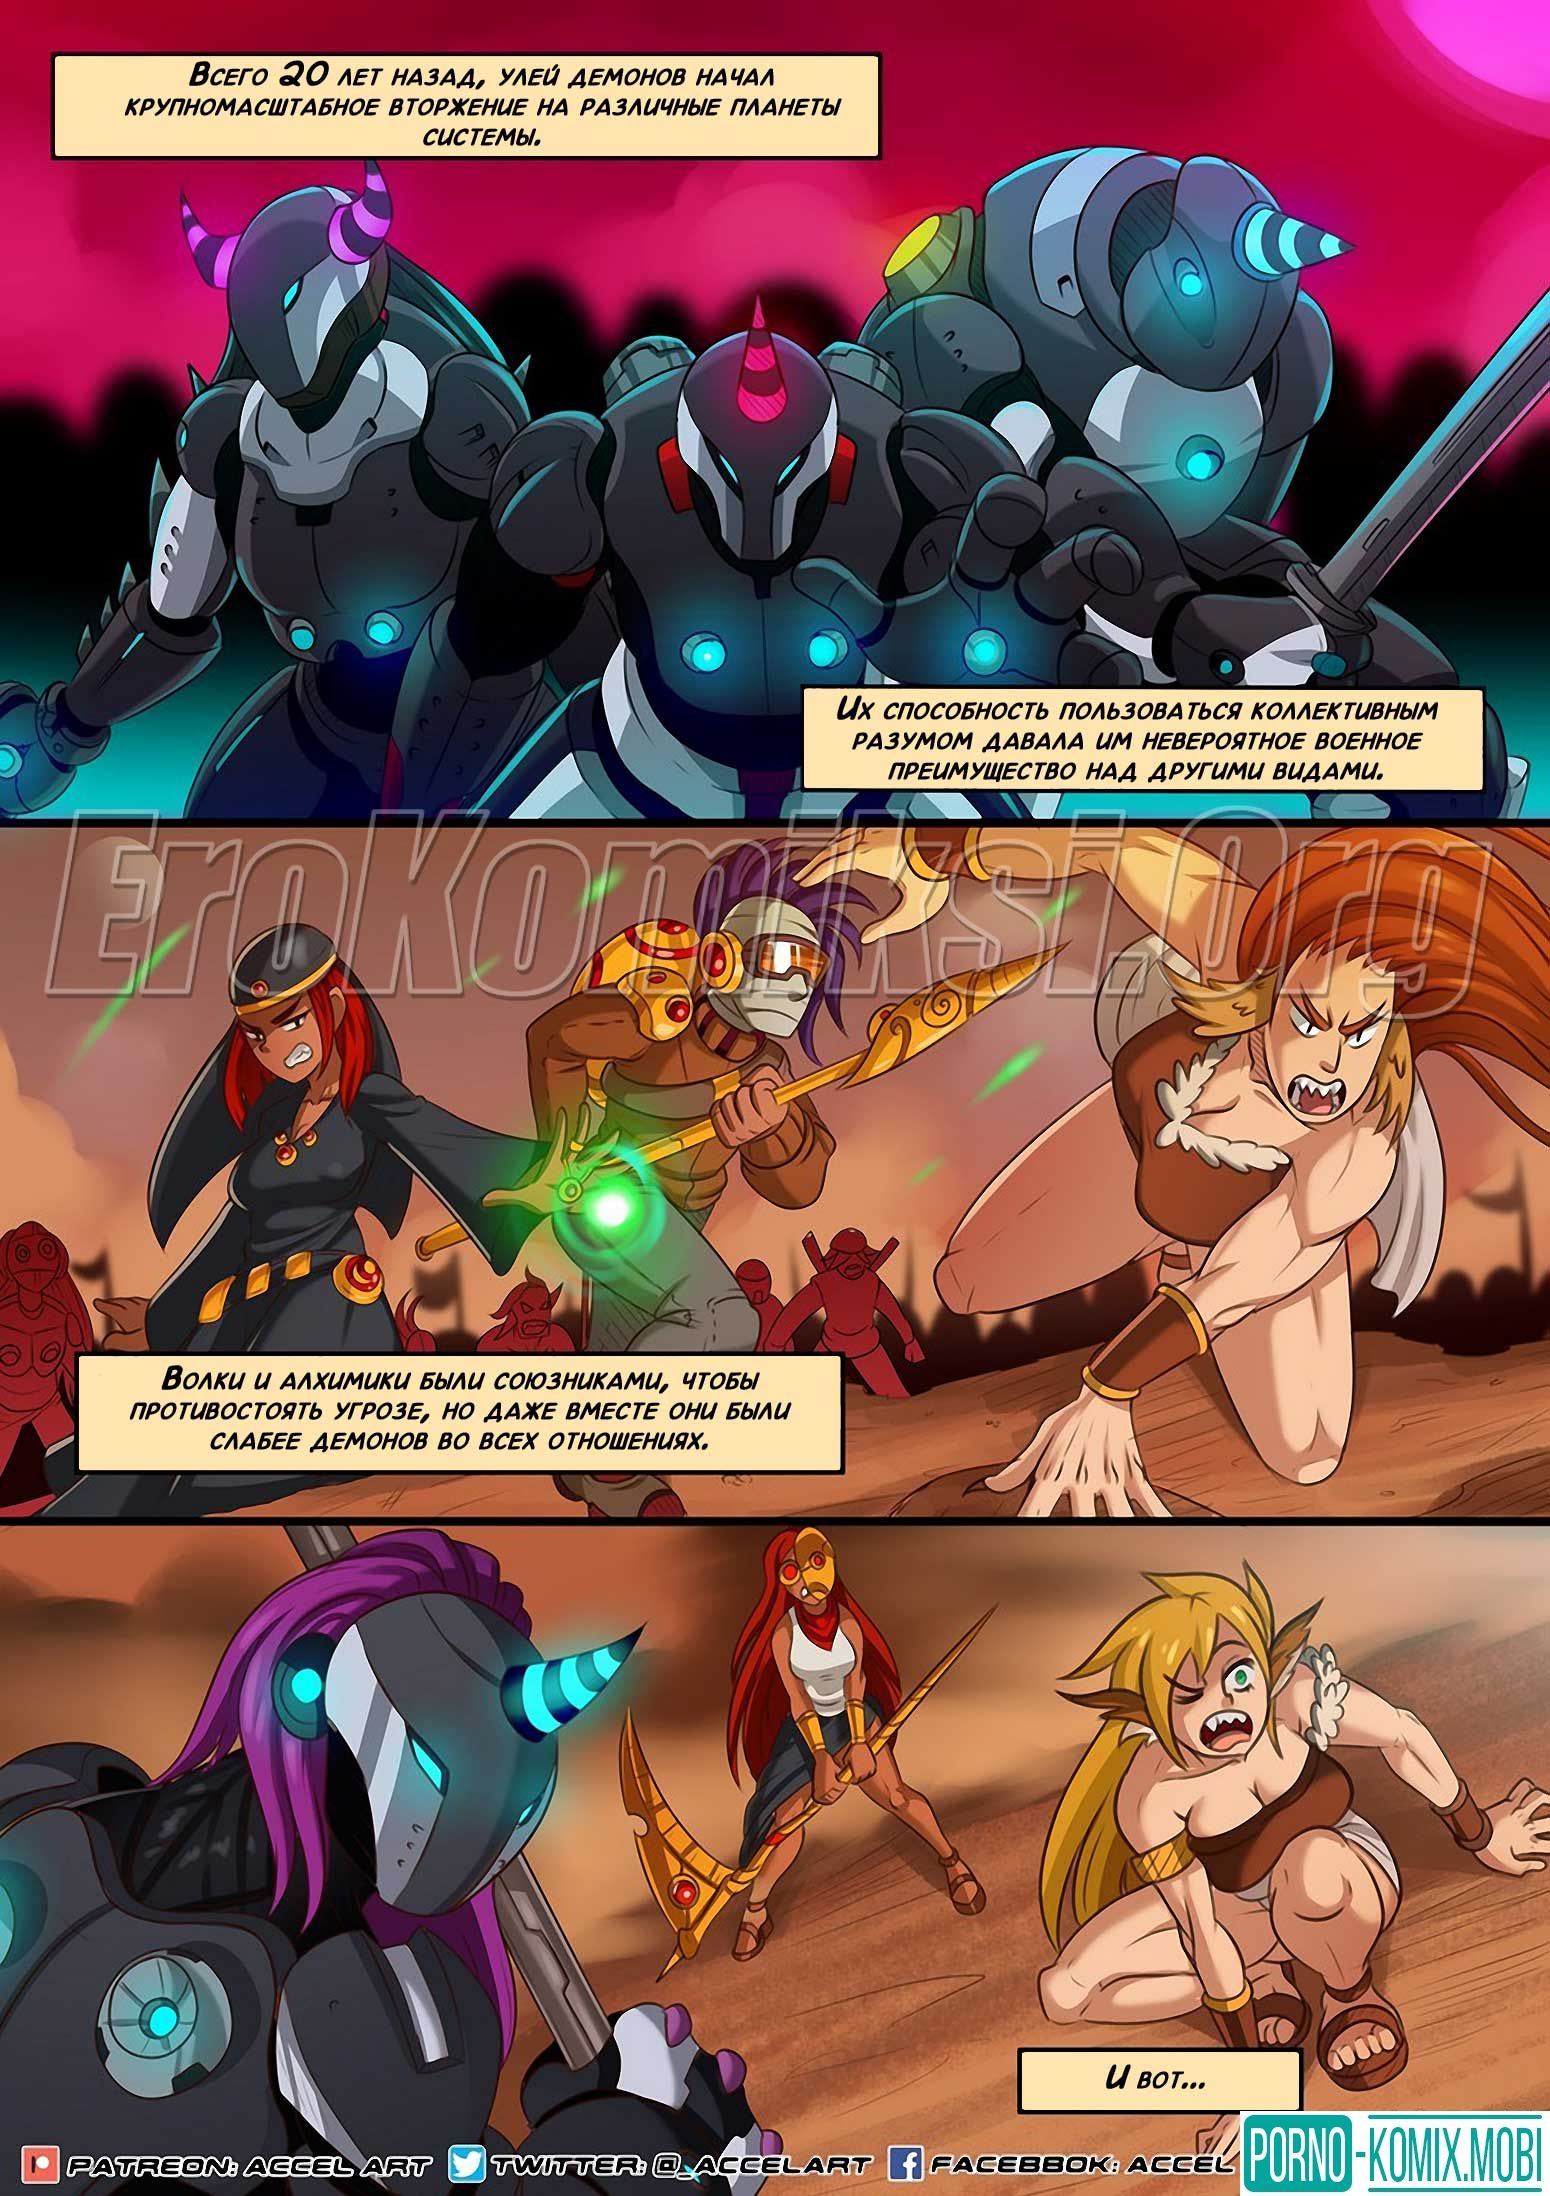 Всего 20 лет назад, улей демонов начал
крупномасштабное вторжение на различные планеты
системы.
Их способность пользоваться коллективным
разумом давала им невероятное военное
преимущество над другими видами.
EroKomiksi.Org
Волки и алхимики были союзниками, чтобы
противостоять угрозе, но даже вместе они были
слабее демонов во всех отношениях.
И вот...
PATREON: ACCEL ART TWITTER: @_ACCELART FACEBBOK: ACCEL
PORNO-KOMIX.MOBI